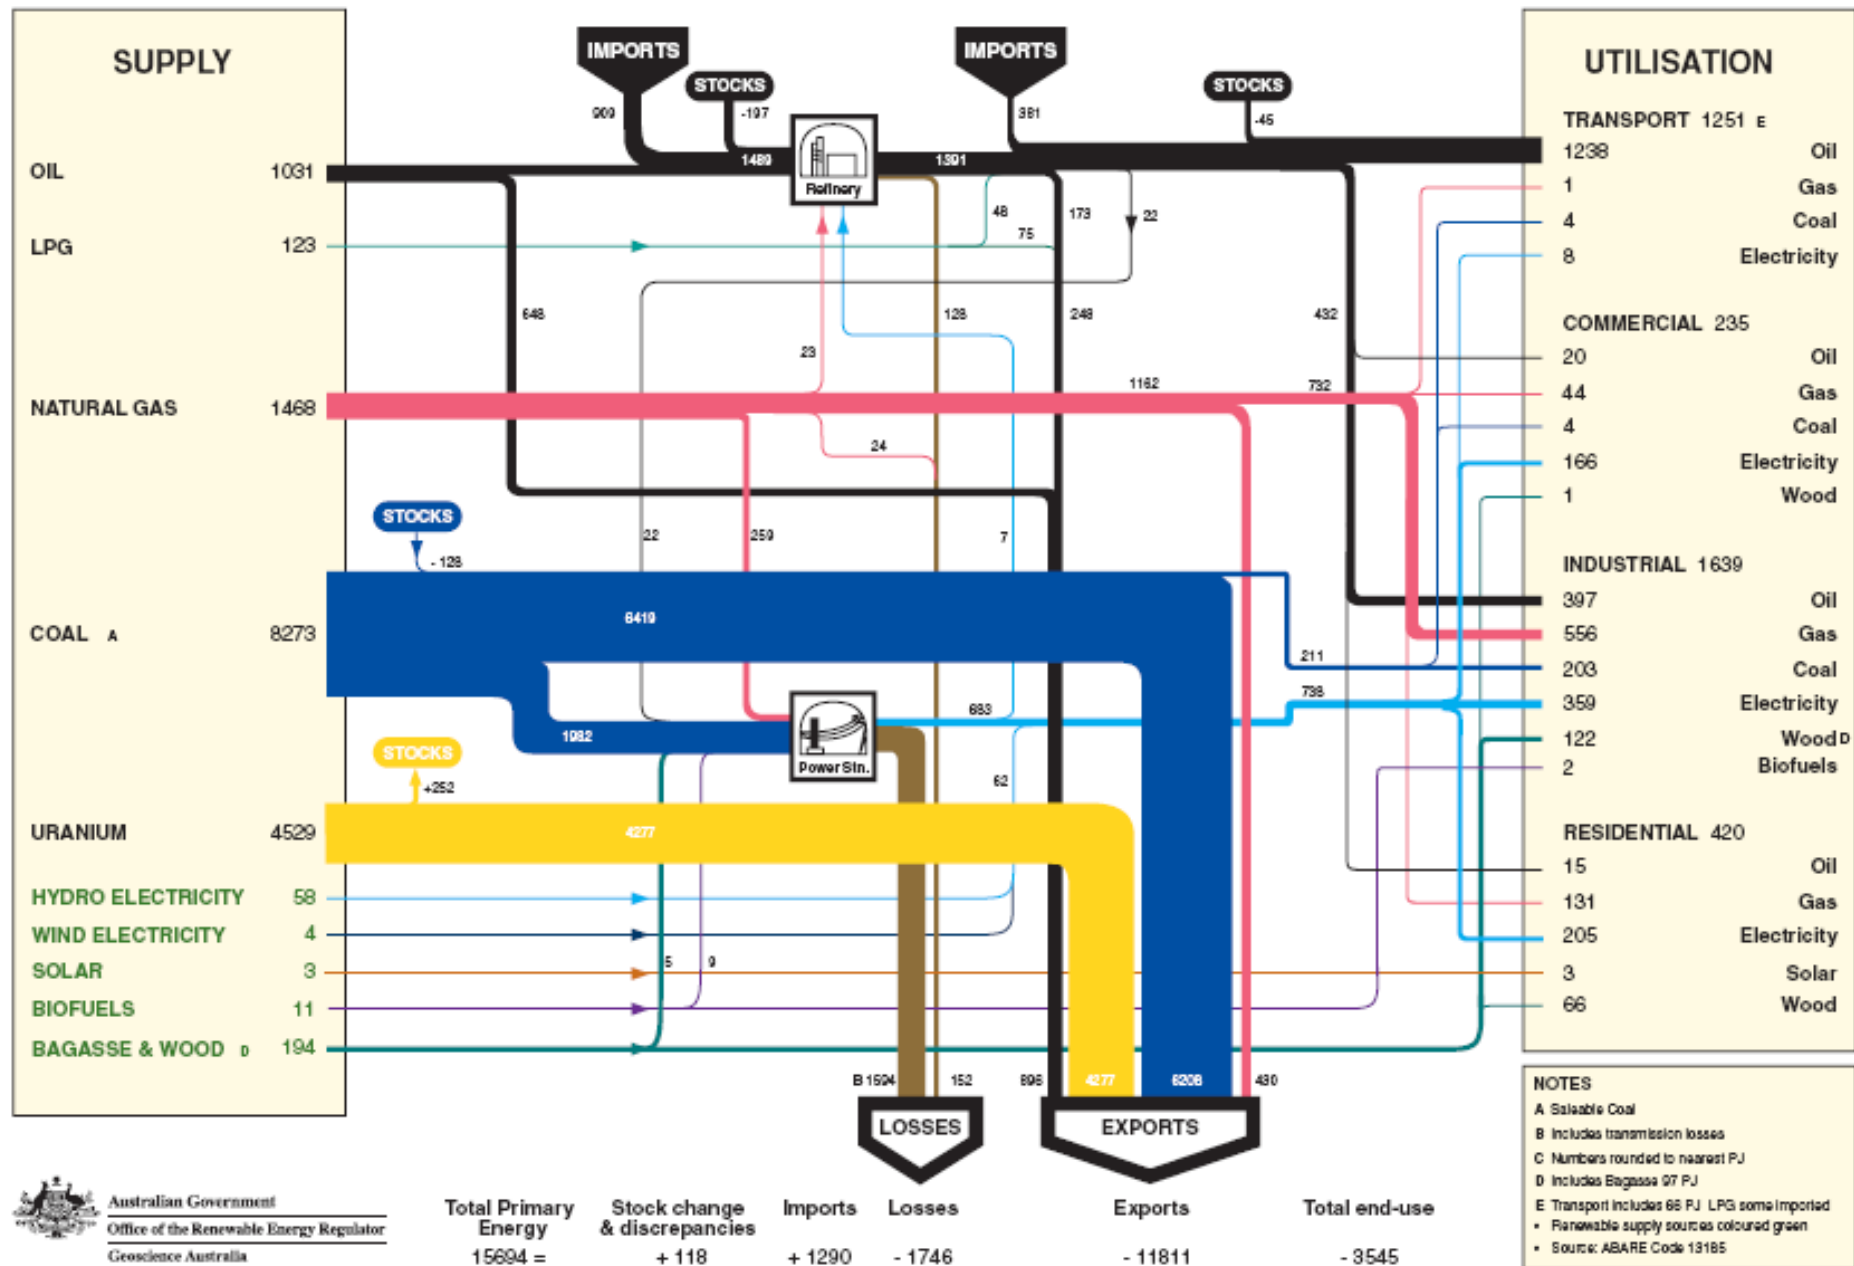 SUPPLY
OIL 1031
LPG 123
NATURAL GAS 1468
COAL A 8273
URANIUM 4529
HYDRO ELECTRICITY 58
WIND ELECTRICITY 4
SOLAR 3
BIOFUELS 11
BAGASSE & WOOD D 194
IMPORTS
909
STOCKS
-197
1489
Refinery
1391
IMPORTS
381
STOCKS
-45
48
173
22
75
648
128
248
432
23
1162
732
24
22
259
7
STOCKS
- 128
6419
211
738
683
1982
Power Stn.
STOCKS
+252
62
4277
5
9
B 1594
152
896
4277
6208
430
LOSSES
EXPORTS
UTILISATION
TRANSPORT 1251 E
1238 Oil
1 Gas
4 Coal
8 Electricity
COMMERCIAL 235
20 Oil
44 Gas
4 Coal
166 Electricity
1 Wood
INDUSTRIAL 1639
397 Oil
556 Gas
203 Coal
359 Electricity
122 Wood D
2 Biofuels
RESIDENTIAL 420
15 Oil
131 Gas
205 Electricity
3 Solar
66 Wood
NOTES
A Saleable Coal
B Includes transmission losses
C Numbers rounded to nearest PJ
D Includes Bagasse 97 PJ
E Transport includes 66 PJ LPG some imported
• Renewable supply sources coloured green
• Source: ABARE Code 13185
Australian Government
Office of the Renewable Energy Regulator
Geoscience Australia
Total Primary Energy
15694 =
Stock change & discrepancies
+ 118
Imports
+ 1290
Losses
- 1746
Exports
- 11811
Total end-use
- 3545